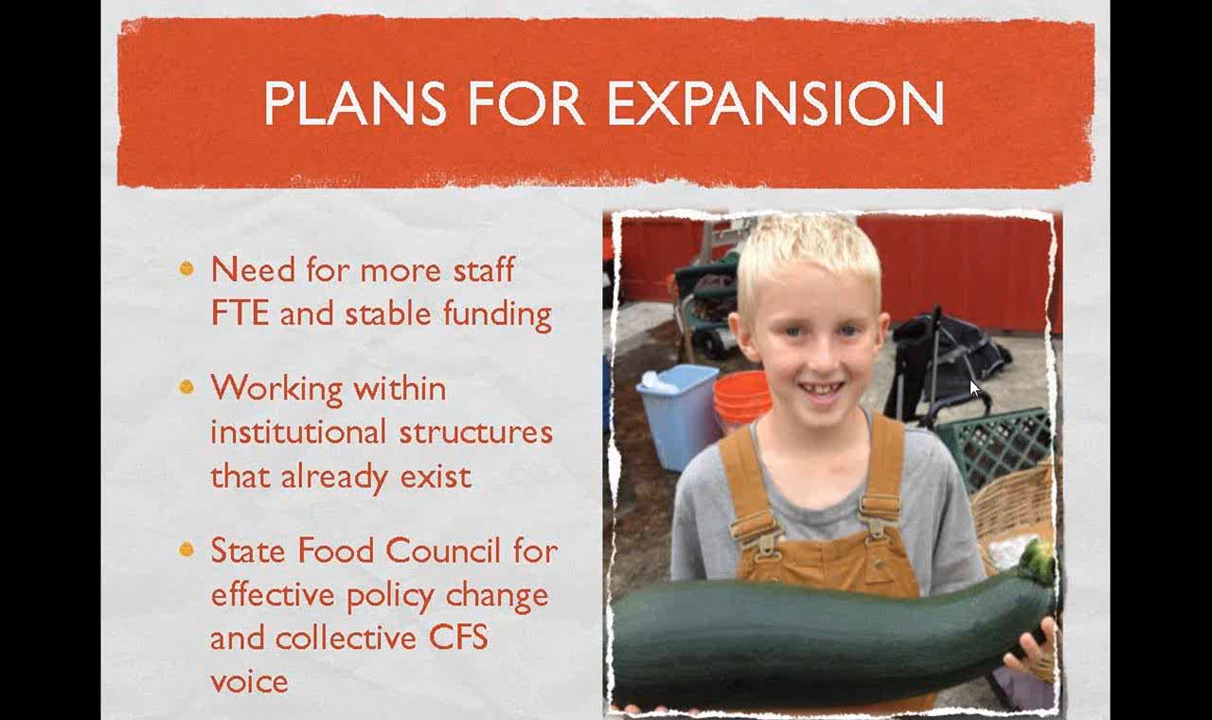 PLANS FOR EXPANSION
Need for more staff
FTE and stable funding
Working within
institutional structures
that already exist
State Food Council for
effective policy change
and collective CFS
voice